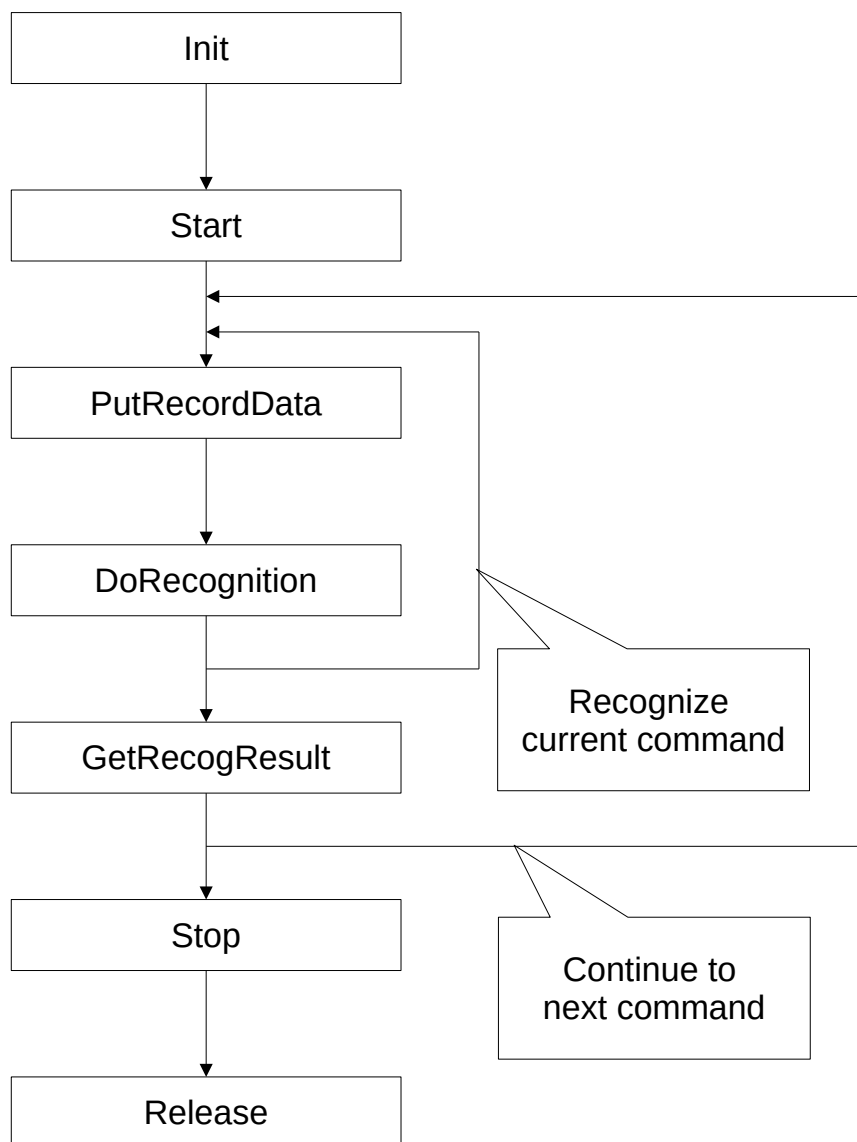 Init
Start
PutRecordData
DoRecognition
Recognize
current command
GetRecogResult
Stop
Continue to
next command
Release